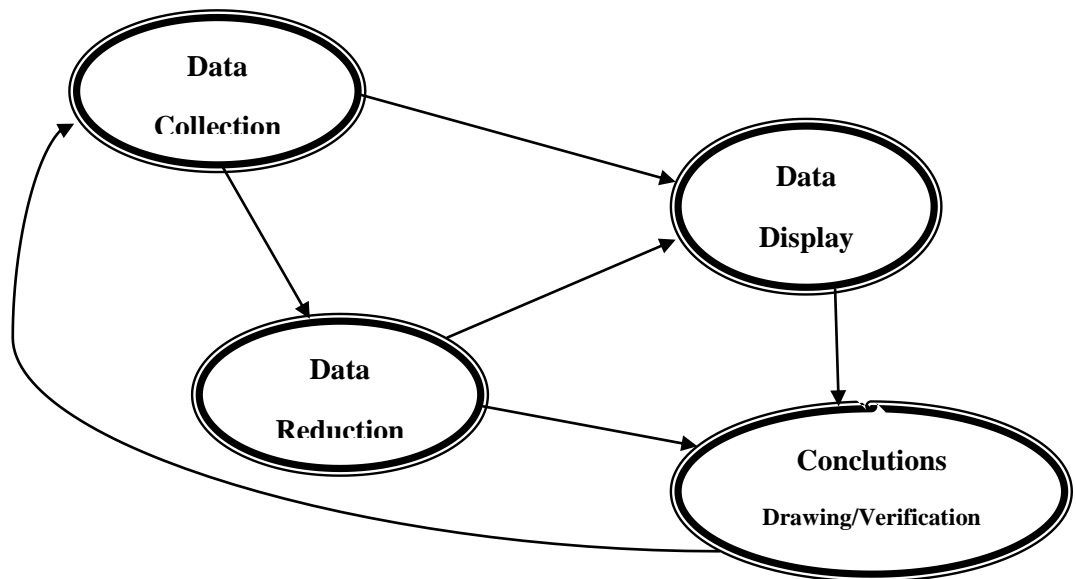 Data
Collection
Data
Display
Data
Reduction
Conclutions
Drawing/Verification